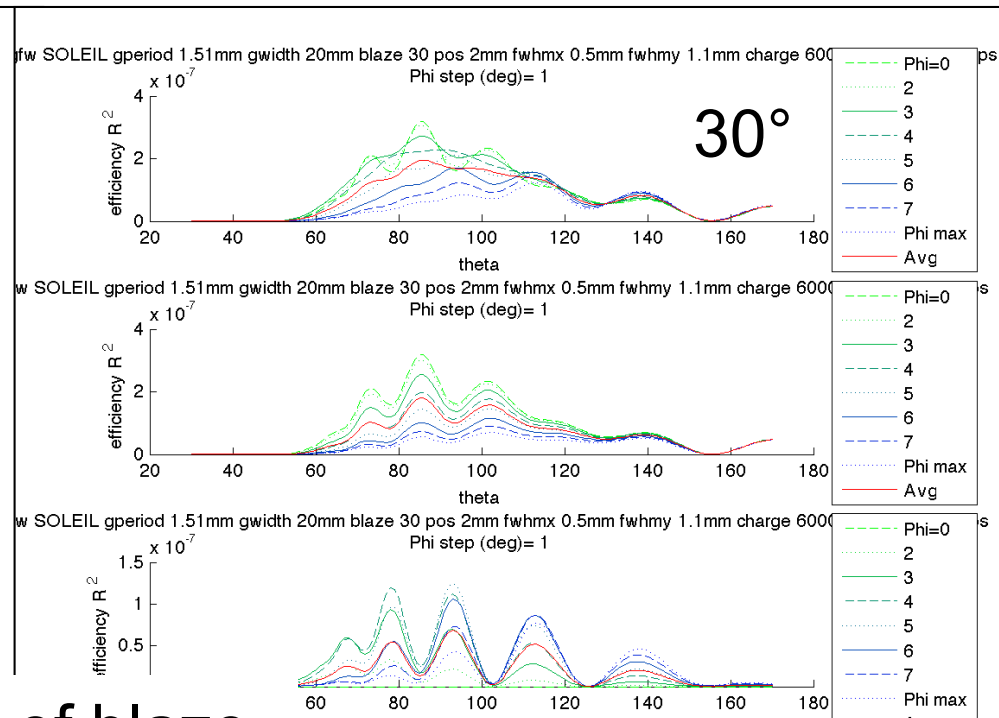 gfw SOLEIL gperiod 1.51mm gwidth 20mm blaze 30 pos 2mm fwhmx 0.5mm fwhmy 1.1mm charge 600
ps
Phi step (deg)= 1
x 10^-7
30°
efficiency R^2
4
2
0
20 40 60 80 100 120 140 160 180
theta
Phi=0
2
3
4
5
6
7
Phi max
Avg
w SOLEIL gperiod 1.51mm gwidth 20mm blaze 30 pos 2mm fwhmx 0.5mm fwhmy 1.1mm charge 600
s
Phi step (deg)= 1
x 10^-7
efficiency R^2
4
2
0
20 40 60 80 100 120 140 160 180
theta
Phi=0
2
3
4
5
6
7
Phi max
Avg
w SOLEIL gperiod 1.51mm gwidth 20mm blaze 30 pos 2mm fwhmx 0.5mm fwhmy 1.1mm charge 600
s
Phi step (deg)= 1
x 10^-7
efficiency R^2
1.5
1
0.5
60 80 100 120 140 160 180
Phi=0
2
3
4
5
6
7
Phi max
of blaze